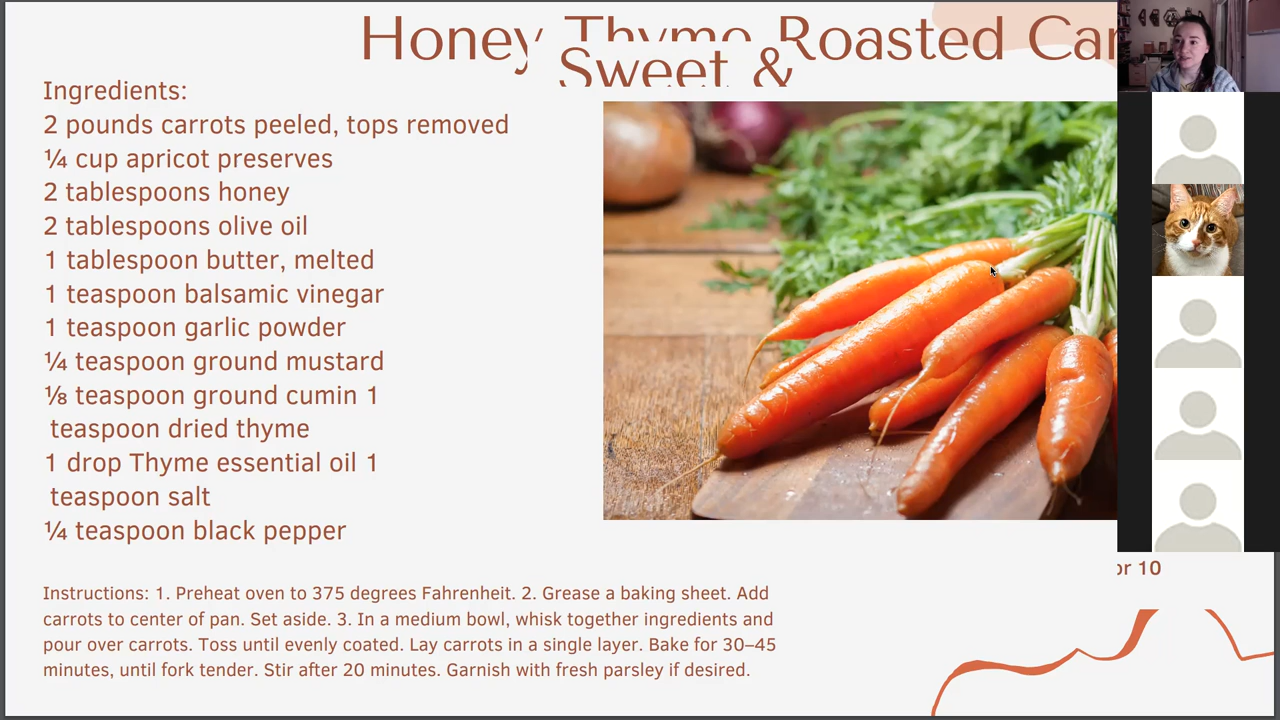 Honey Thyme Roasted Car
Sweet &
Ingredients:
2 pounds carrots peeled, tops removed
¼ cup apricot preserves
2 tablespoons honey
2 tablespoons olive oil
1 tablespoon butter, melted
1 teaspoon balsamic vinegar
1 teaspoon garlic powder
¼ teaspoon ground mustard
⅛ teaspoon ground cumin 1
teaspoon dried thyme
1 drop Thyme essential oil 1
teaspoon salt
¼ teaspoon black pepper
or 10
Instructions: 1. Preheat oven to 375 degrees Fahrenheit. 2. Grease a baking sheet. Add
carrots to center of pan. Set aside. 3. In a medium bowl, whisk together ingredients and
pour over carrots. Toss until evenly coated. Lay carrots in a single layer. Bake for 30–45
minutes, until fork tender. Stir after 20 minutes. Garnish with fresh parsley if desired.